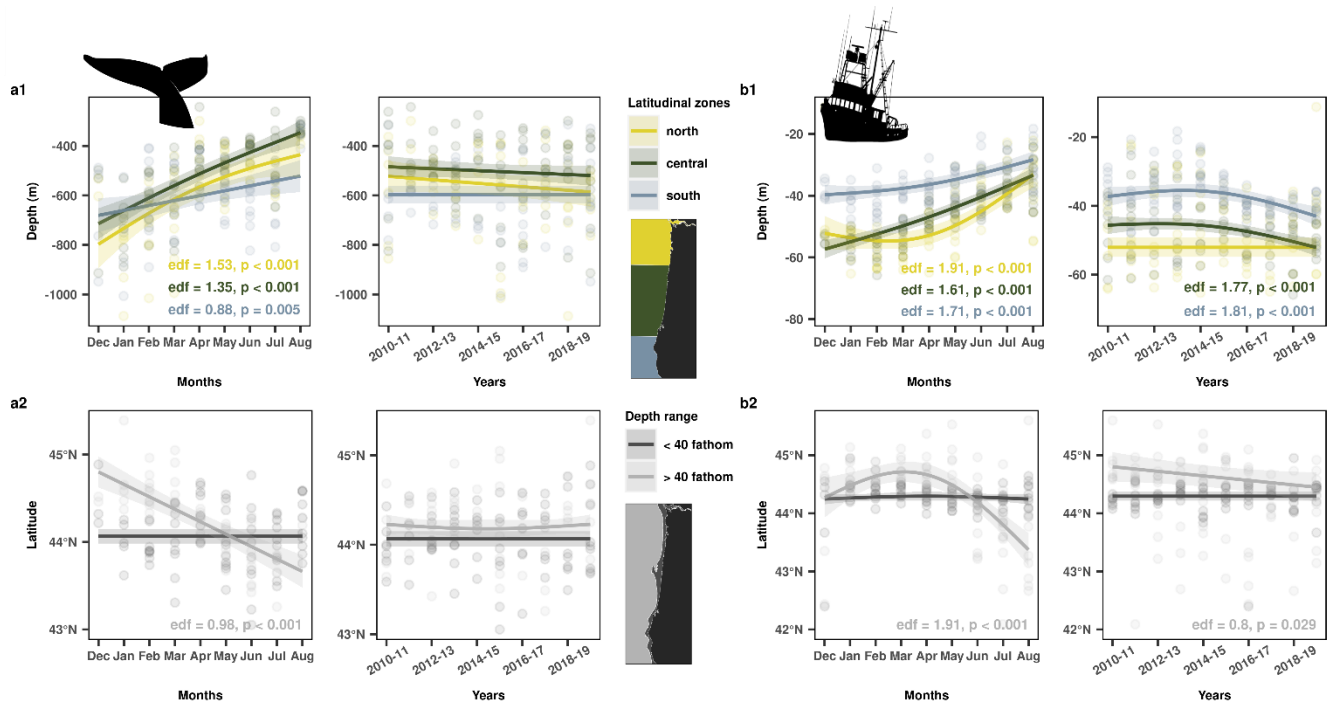 a1
Depth (m)
-400
-600
-800
-1000
edf = 1.53, p < 0.001
edf = 1.35, p < 0.001
edf = 0.88, p = 0.005
Dec Jan Feb Mar Apr May Jun Jul Aug
Months
2010-11 2012-13 2014-15 2016-17 2018-19
Years
Latitudinal zones
north
central
south
b1
Depth (m)
-20
-40
-60
-80
edf = 1.91, p < 0.001
edf = 1.61, p < 0.001
edf = 1.71, p < 0.001
Dec Jan Feb Mar Apr May Jun Jul Aug
Months
-20
-40
-60
edf = 1.77, p < 0.001
edf = 1.81, p < 0.001
2010-11 2012-13 2014-15 2016-17 2018-19
Years
a2
Latitude
45°N
44°N
43°N
edf = 0.98, p < 0.001
Dec Jan Feb Mar Apr May Jun Jul Aug
Months
45°N
44°N
43°N
2010-11 2012-13 2014-15 2016-17 2018-19
Years
Depth range
< 40 fathom
> 40 fathom
b2
Latitude
45°N
44°N
43°N
42°N
edf = 1.91, p < 0.001
Dec Jan Feb Mar Apr May Jun Jul Aug
Months
45°N
44°N
43°N
42°N
edf = 0.8, p = 0.029
2010-11 2012-13 2014-15 2016-17 2018-19
Years